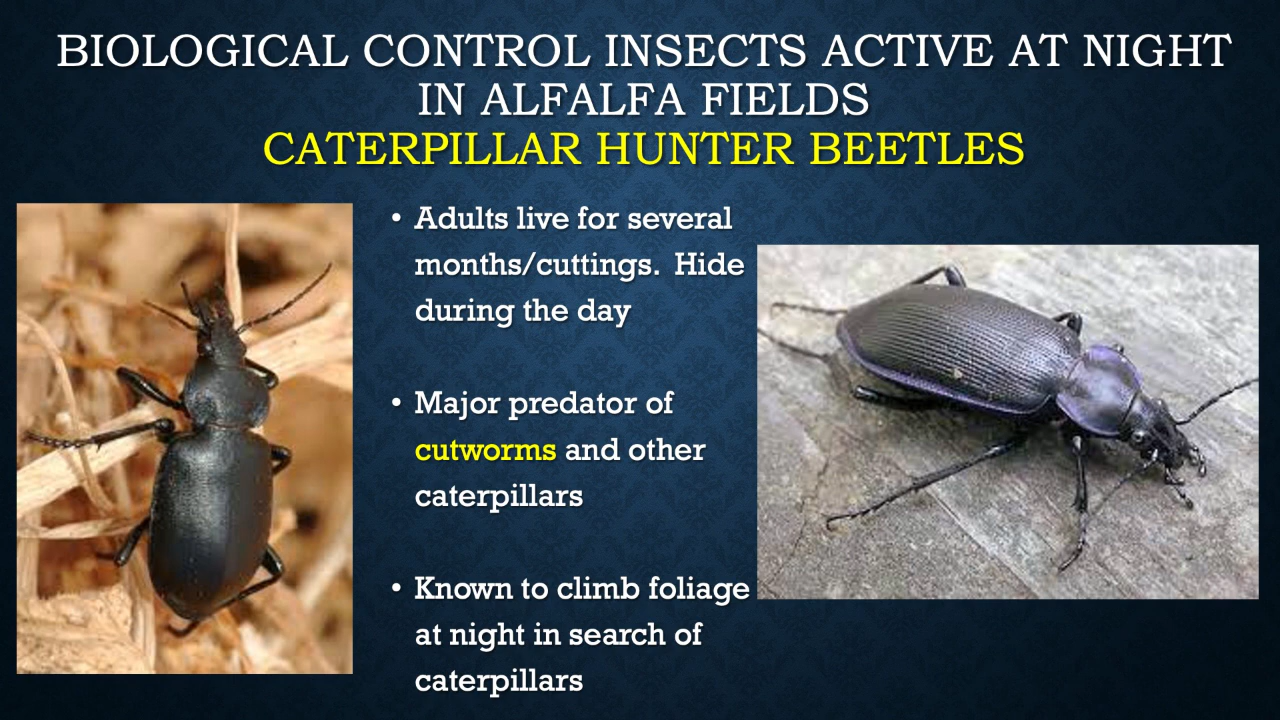 BIOLOGICAL CONTROL INSECTS ACTIVE AT NIGHT
IN ALFALFA FIELDS
CATERPILLAR HUNTER BEETLES
• Adults live for several
months/cuttings.  Hide
during the day
• Major predator of
cutworms and other
caterpillars
• Known to climb foliage
at night in search of
caterpillars